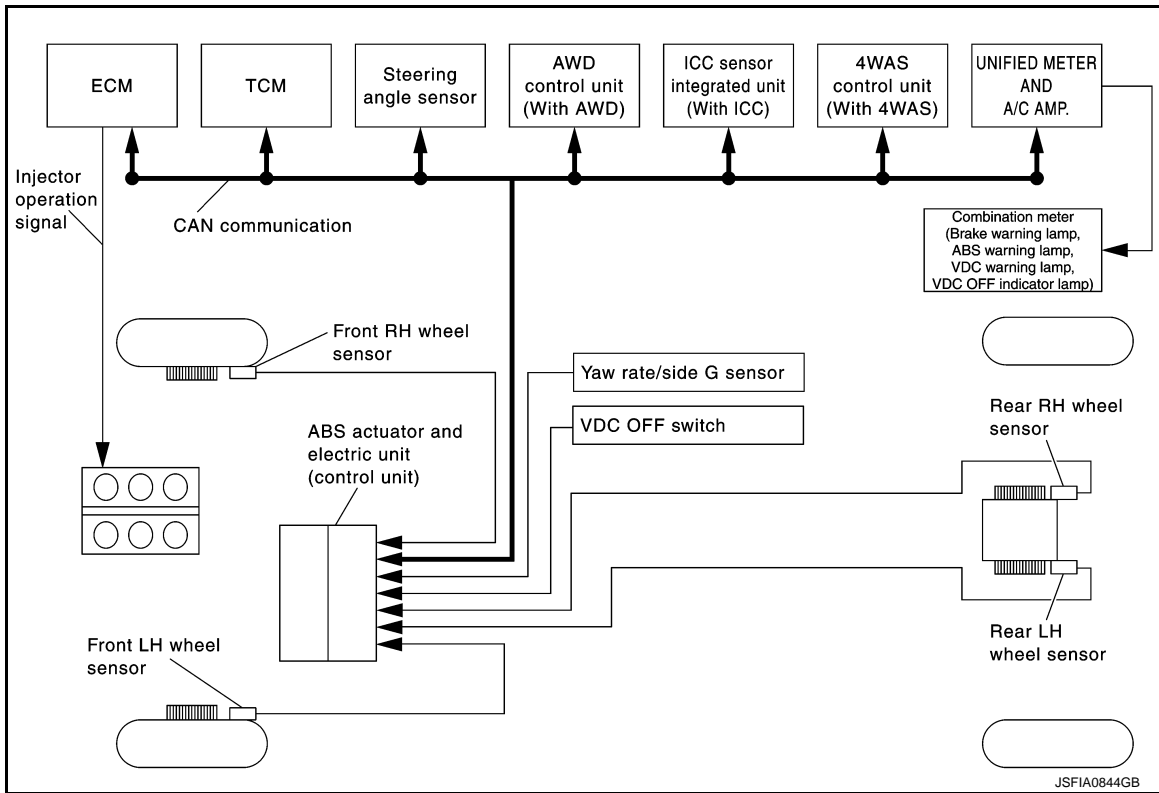 ECM
TCM
Steering
angle sensor
AWD
control unit
(With AWD)
ICC sensor
integrated unit
(With ICC)
4WAS
control unit
(With 4WAS)
UNIFIED METER
AND
A/C AMP.
Injector
operation
signal
CAN communication
Combination meter
(Brake warning lamp,
ABS warning lamp,
VDC warning lamp,
VDC OFF indicator lamp)
Front RH wheel
sensor
Yaw rate/side G sensor
VDC OFF switch
Rear RH wheel
sensor
ABS actuator and
electric unit
(control unit)
Front LH wheel
sensor
Rear LH
wheel sensor
JSFIA0844GB